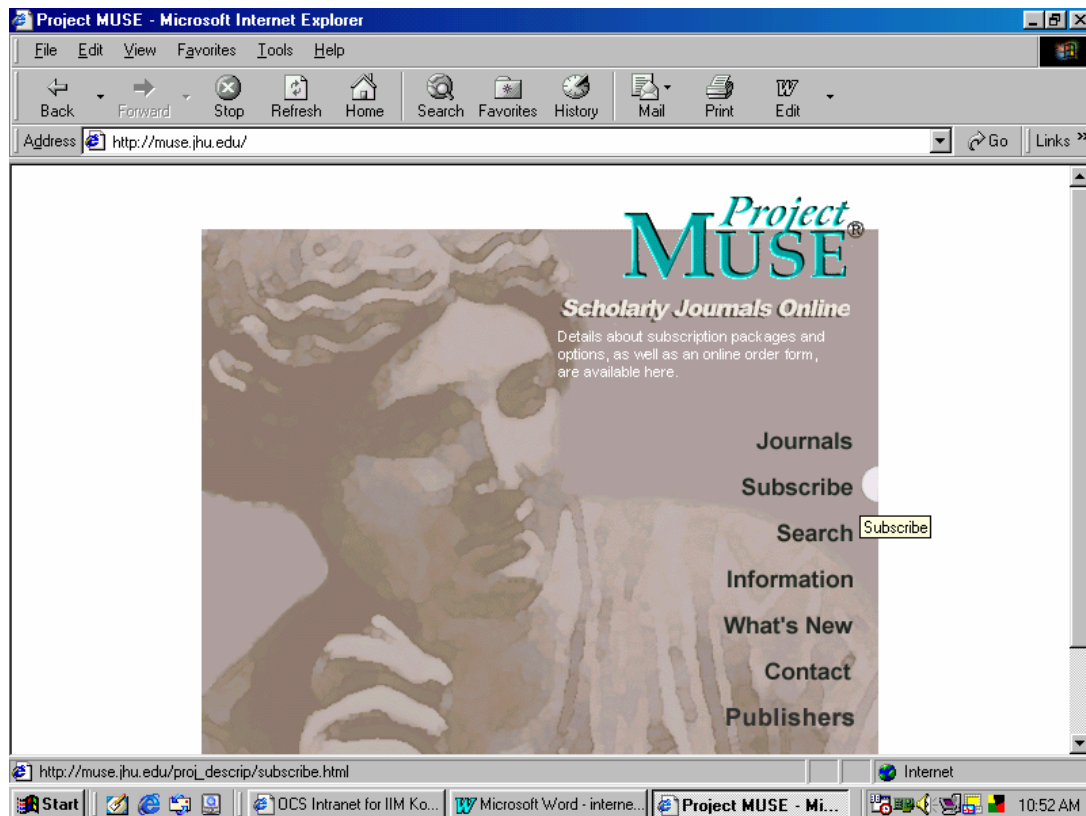 Project MUSE - Microsoft Internet Explorer
File Edit View Favorites Tools Help
Back Forward Stop Refresh Home Search Favorites History Mail Print Edit
Address http://muse.jhu.edu/ Go Links »
Project
MUSE®
Scholarly Journals Online
Details about subscription packages and
options, as well as an online order form,
are available here.
Journals
Subscribe
Subscribe
Search
Information
What's New
Contact
Publishers
http://muse.jhu.edu/proj_descrip/subscribe.html Internet
Start OCS Intranet for IIM Ko... Microsoft Word - interne... Project MUSE - Mi... 10:52 AM